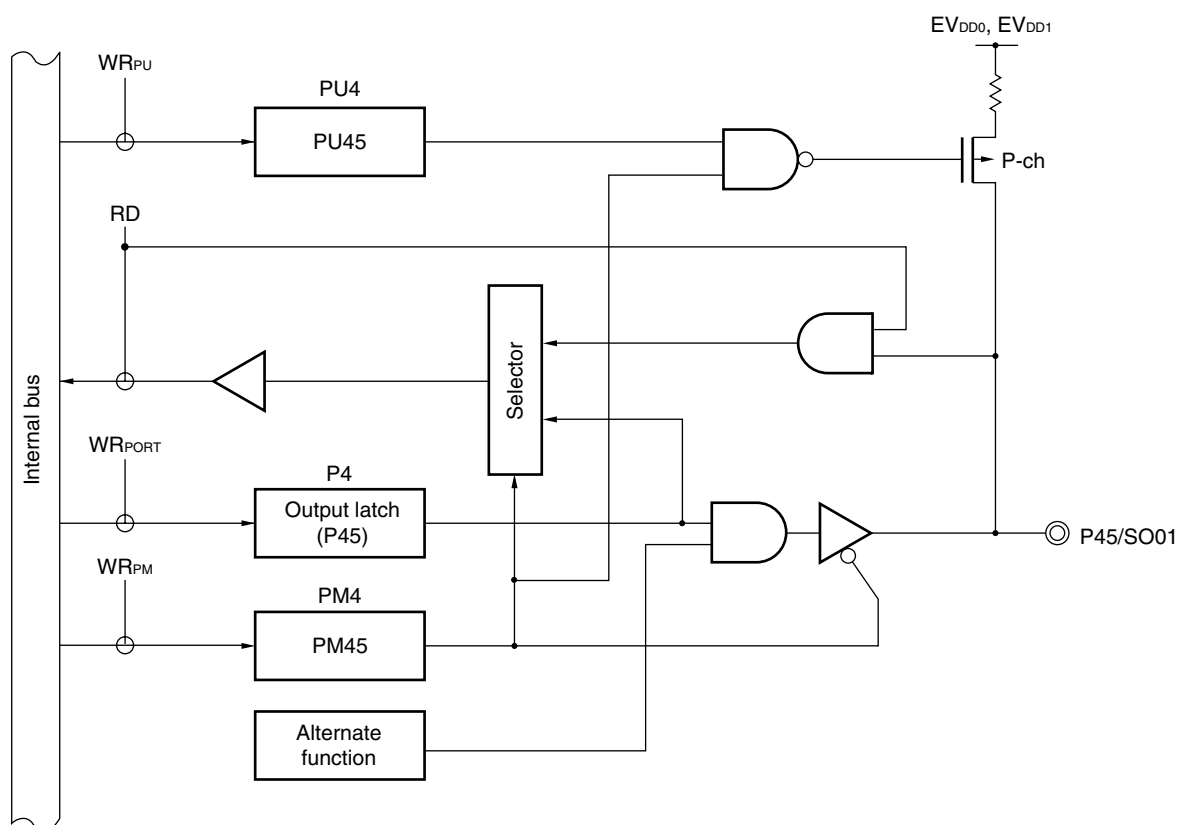 EVDD0, EVDD1
WRPU
PU4
PU45
P-ch
RD
Selector
Internal bus
WRPORT
P4
Output latch
(P45)
P45/SO01
WRPM
PM4
PM45
Alternate
function